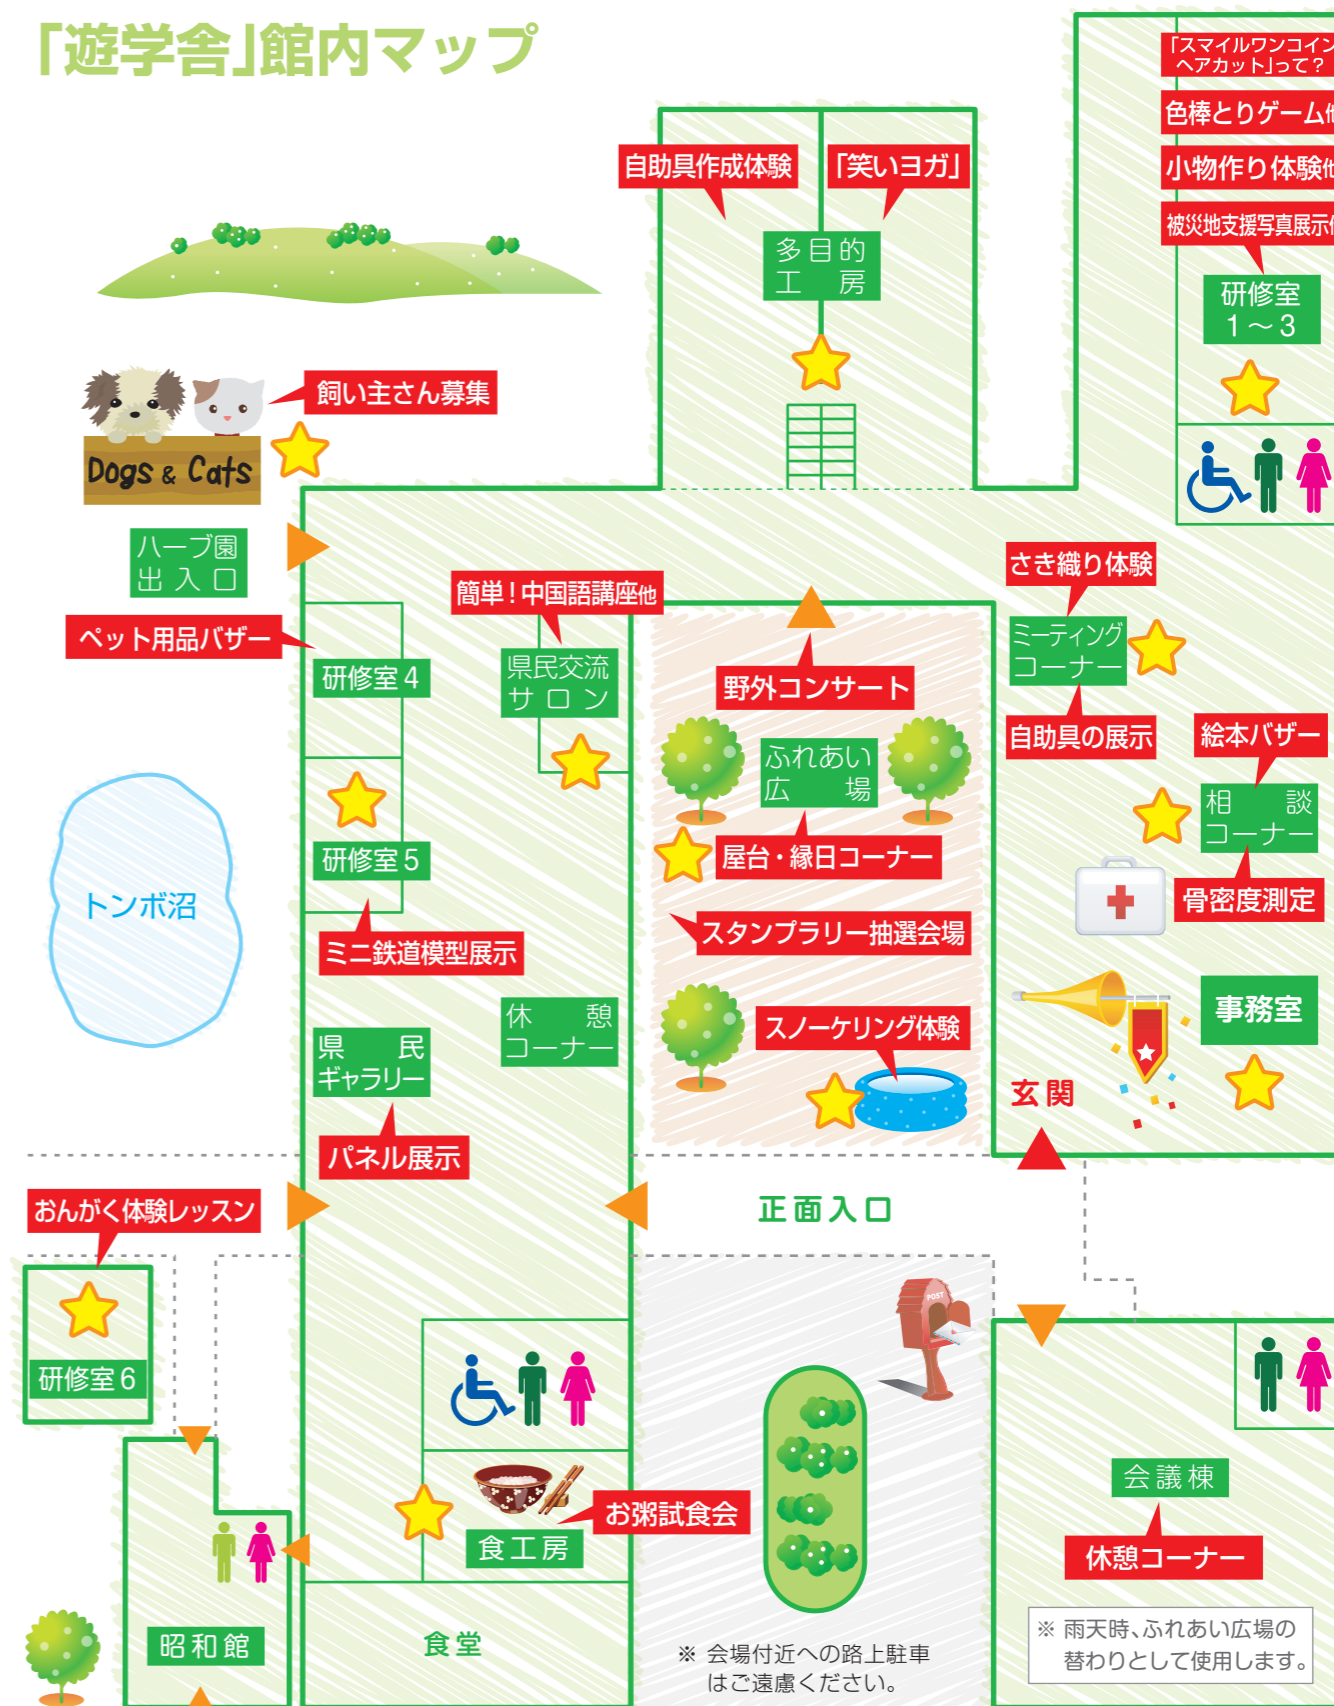 「遊学舎」館内マップ
「スマイルワンコイン
ヘアカット」って？
色棒とりゲーム他
小物作り体験他
被災地支援写真展示他
研修室
1～3
自助具作成体験
「笑いヨガ」
多目的
工房
飼い主さん募集
Dogs & Cats
ハーブ園
出入口
ペット用品バザー
研修室4
簡単！中国語講座他
県民交流
サロン
野外コンサート
ふれあい
広場
屋台・縁日コーナー
スタンプラリー抽選会場
スノーケリング体験
さき織り体験
ミーティング
コーナー
自助具の展示
絵本バザー
相談
コーナー
骨密度測定
事務室
玄関
トンボ沼
研修室5
ミニ鉄道模型展示
休憩
コーナー
県民
ギャラリー
パネル展示
おんがく体験レッスン
研修室6
正面入口
POST
お粥試食会
食工房
食堂
昭和館
会議棟
休憩コーナー
※ 雨天時、ふれあい広場の
替わりとして使用します。
※ 会場付近への路上駐車
はご遠慮ください。